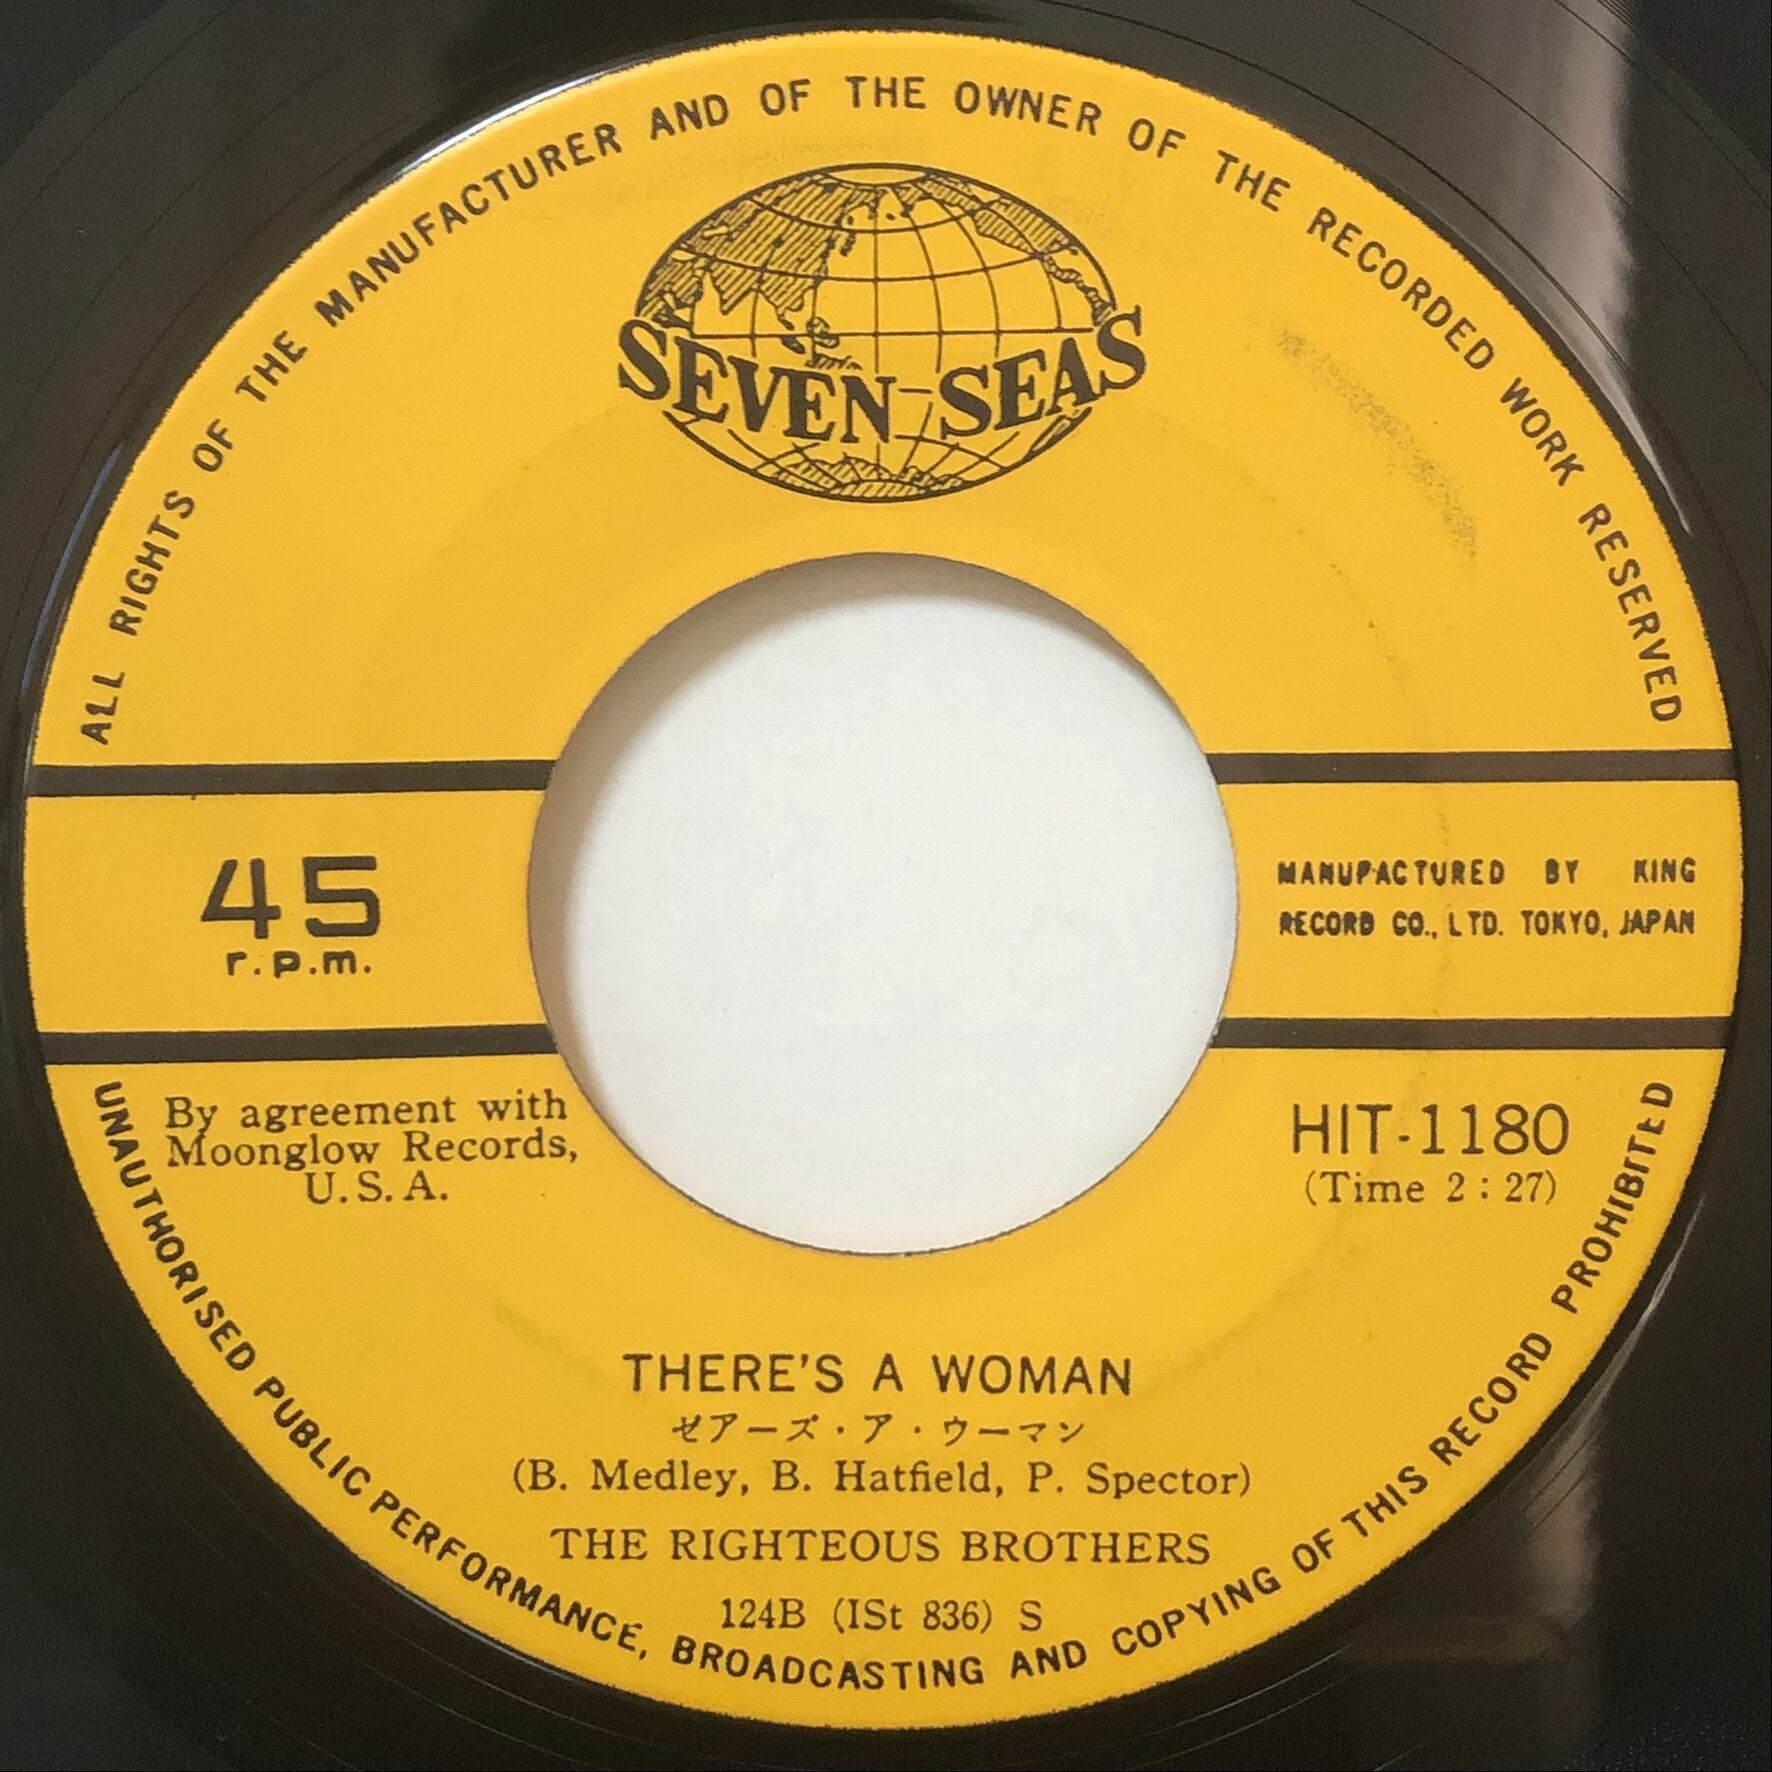 ALL RIGHTS OF THE MANUFACTURER AND OF THE OWNER OF THE RECORDED WORK RESERVED
SEVEN-SEAS
45
r.p.m.
MANUFACTURED BY KING
RECORD CO., LTD. TOKYO, JAPAN
By agreement with
Moonglow Records,
U.S.A.
HIT-1180
(Time 2:27)
THERE'S A WOMAN
ゼアーズ・ア・ウーマン
(B. Medley, B. Hatfield, P. Spector)
THE RIGHTEOUS BROTHERS
124B (ISt 836) S
UNAUTHORISED PUBLIC PERFORMANCE, BROADCASTING AND COPYING OF THIS RECORD PROHIBITED